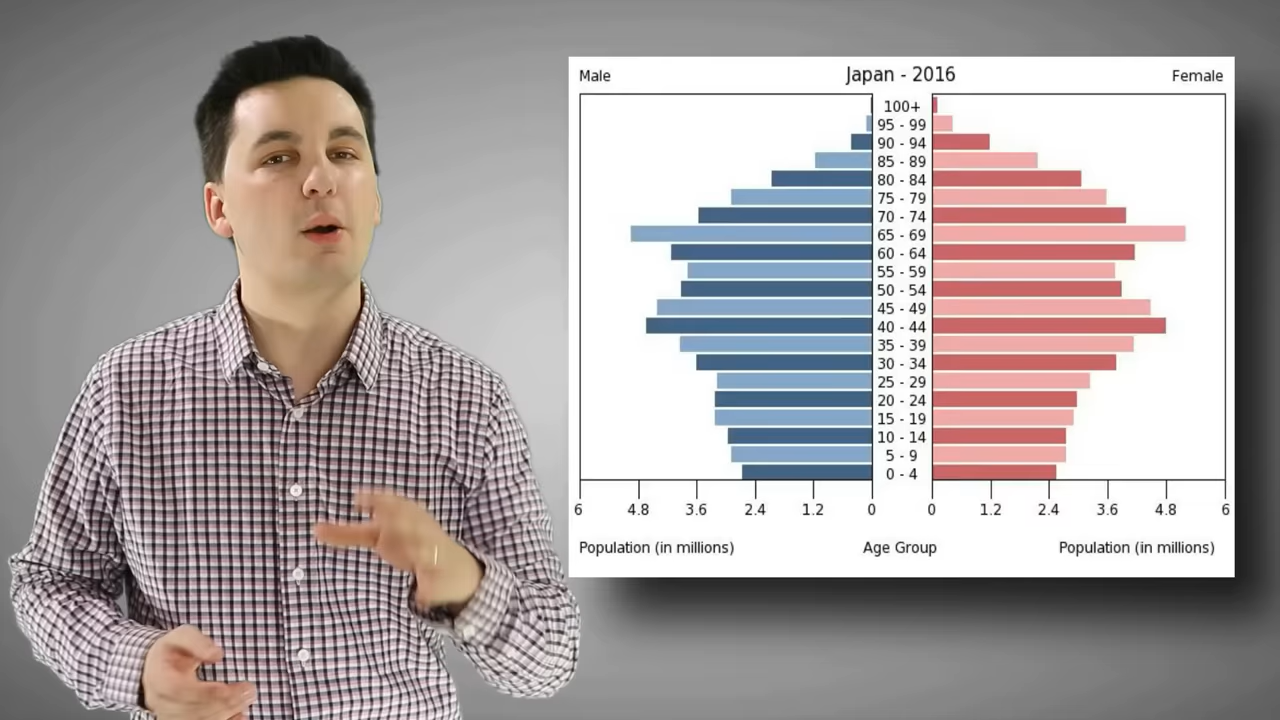 Male Japan - 2016 Female
100+
95 - 99
90 - 94
85 - 89
80 - 84
75 - 79
70 - 74
65 - 69
60 - 64
55 - 59
50 - 54
45 - 49
40 - 44
35 - 39
30 - 34
25 - 29
20 - 24
15 - 19
10 - 14
5 - 9
0 - 4
6 4.8 3.6 2.4 1.2 0 0 1.2 2.4 3.6 4.8 6
Population (in millions) Age Group Population (in millions)